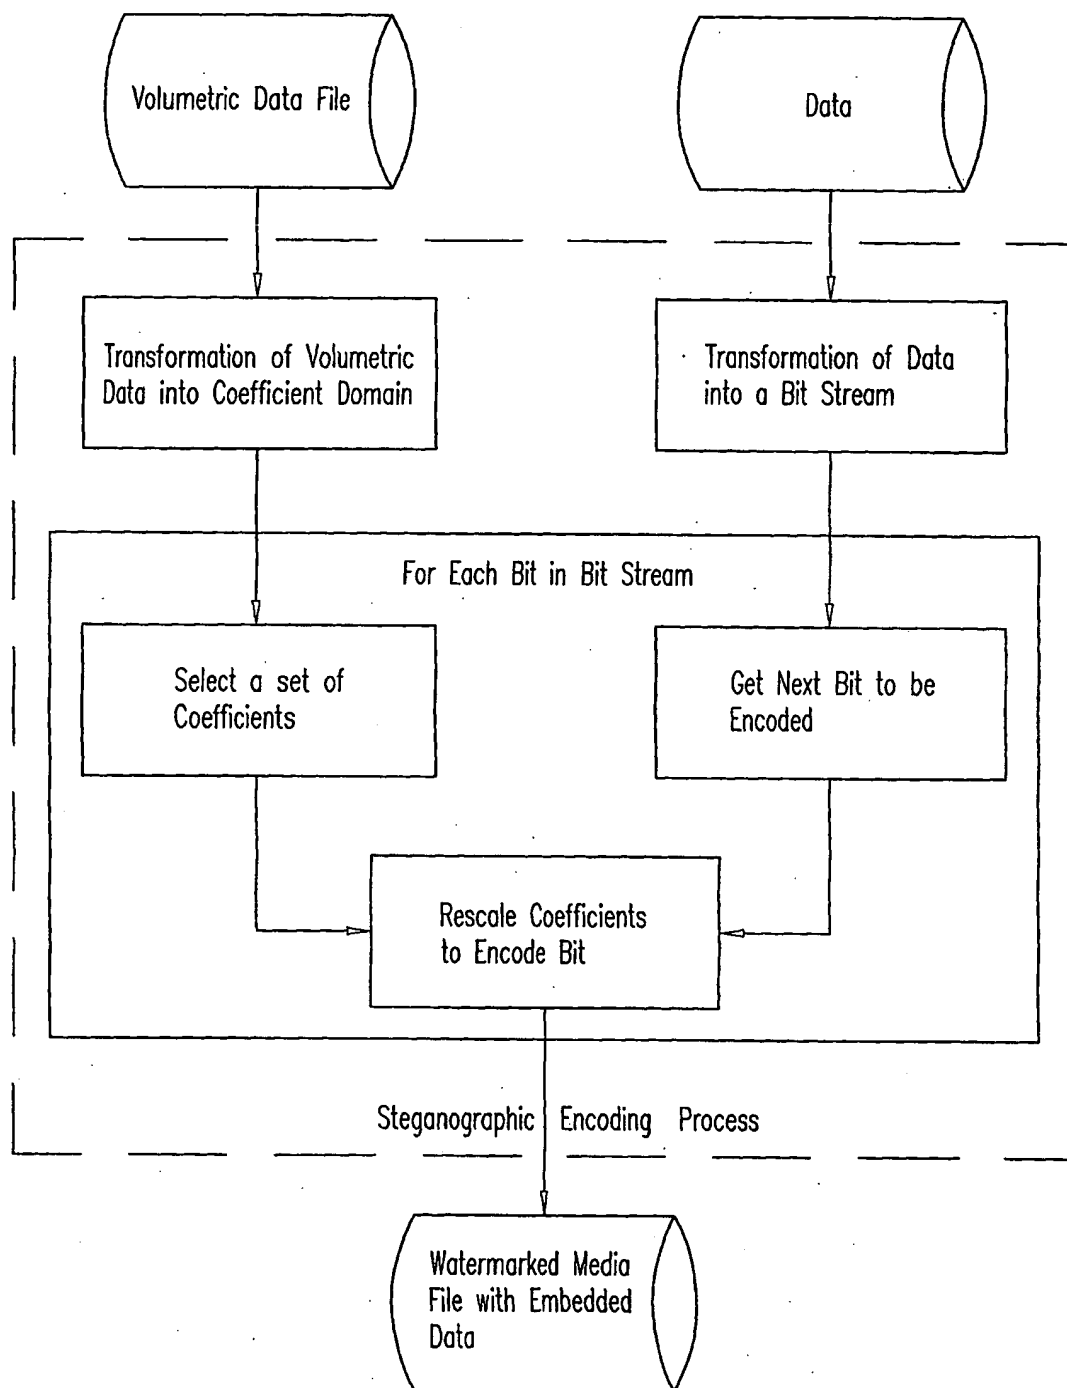 Volumetric Data File
Data
Transformation of Volumetric
Data into Coefficient Domain
Transformation of Data
into a Bit Stream
For Each Bit in Bit Stream
Select a set of
Coefficients
Get Next Bit to be
Encoded
Rescale Coefficients
to Encode Bit
Steganographic Encoding Process
Watermarked Media
File with Embedded
Data